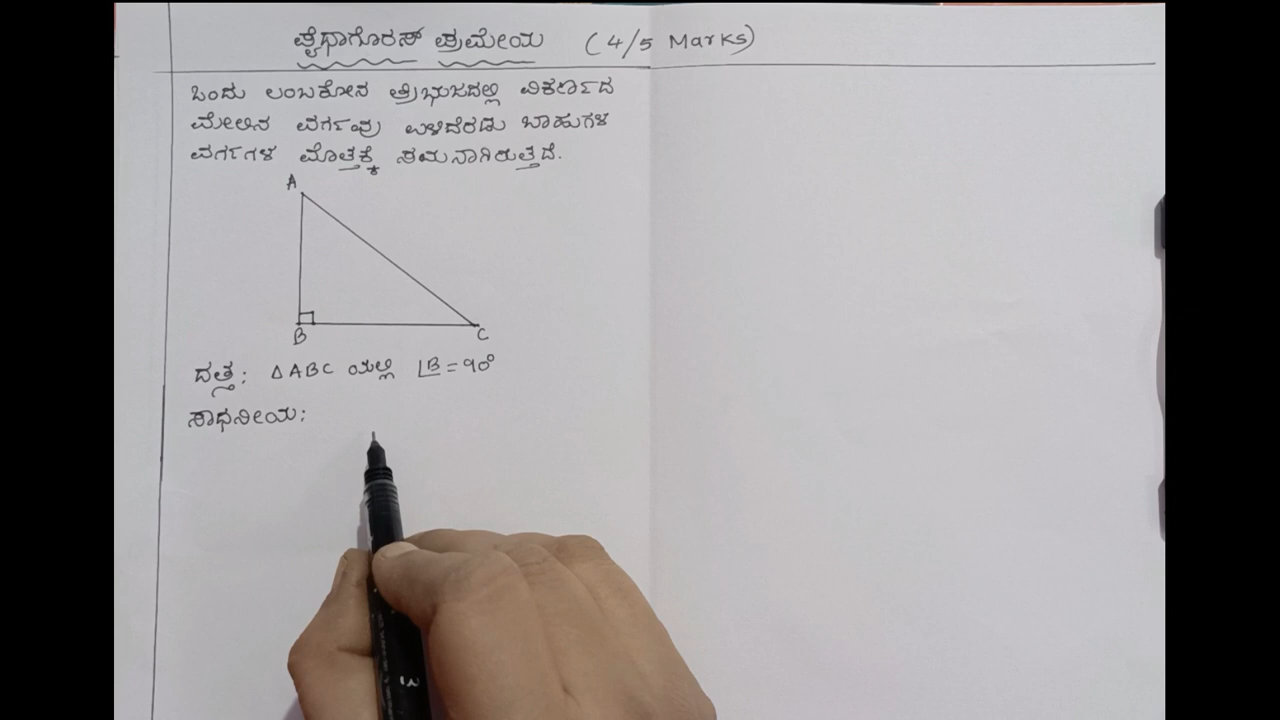 ಪೈಥಾಗೊರಸ್ ಪ್ರಮೇಯ (4/5 Marks)
ಒಂದು ಲಂಬಕೋನ ತ್ರಿಭುಜದಲ್ಲಿ ವಿಕರ್ಣದ
ಮೇಲಿನ ವರ್ಗವು ಉಳಿದೆರಡು ಬಾಹುಗಳ
ವರ್ಗಗಳ ಮೊತ್ತಕ್ಕೆ ಸಮನಾಗಿರುತ್ತದೆ.
A
B C
ದತ್ತ: △ABC ಯಲ್ಲಿ ∠B = 90°
ಸಾಧನೀಯ: